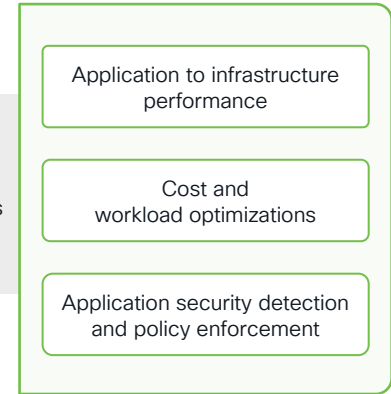 Application to infrastructure
performance
Cost and
workload optimizations
Application security detection
and policy enforcement